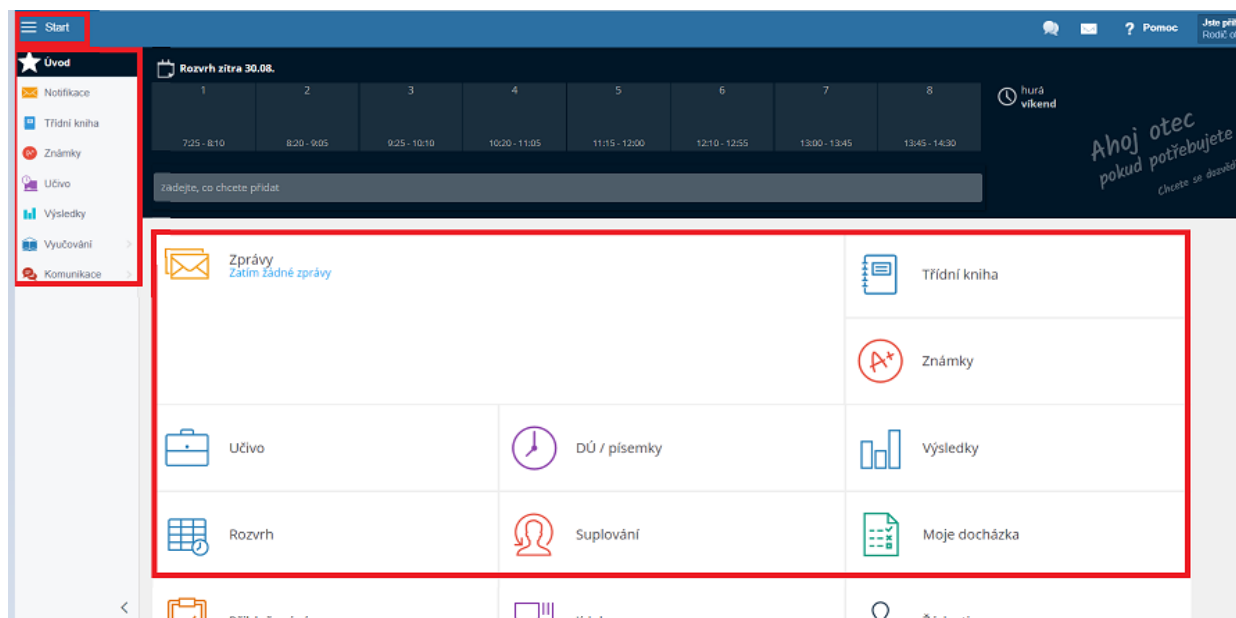 Start
? Pomoc
Jste
Rodič
Úvod
Notifikace
Třídní kniha
Známky
Učivo
Výsledky
Vyučování
Komunikace
Rozvrh zítra 30.08.
1 2 3 4 5 6 7 8
7:25 - 8:10 8:20 - 9:05 9:25 - 10:10 10:20 - 11:05 11:15 - 12:00 12:10 - 12:55 13:00 - 13:45 13:45 - 14:30
hurá
víkend
Ahoj otec
pokud potřebujete
Chcete se
zadejte, co chcete přidat
Zprávy
Zatím žádné zprávy
Třídní kniha
A+
Známky
Učivo
DÚ / písemky
Výsledky
Rozvrh
Suplování
Moje docházka